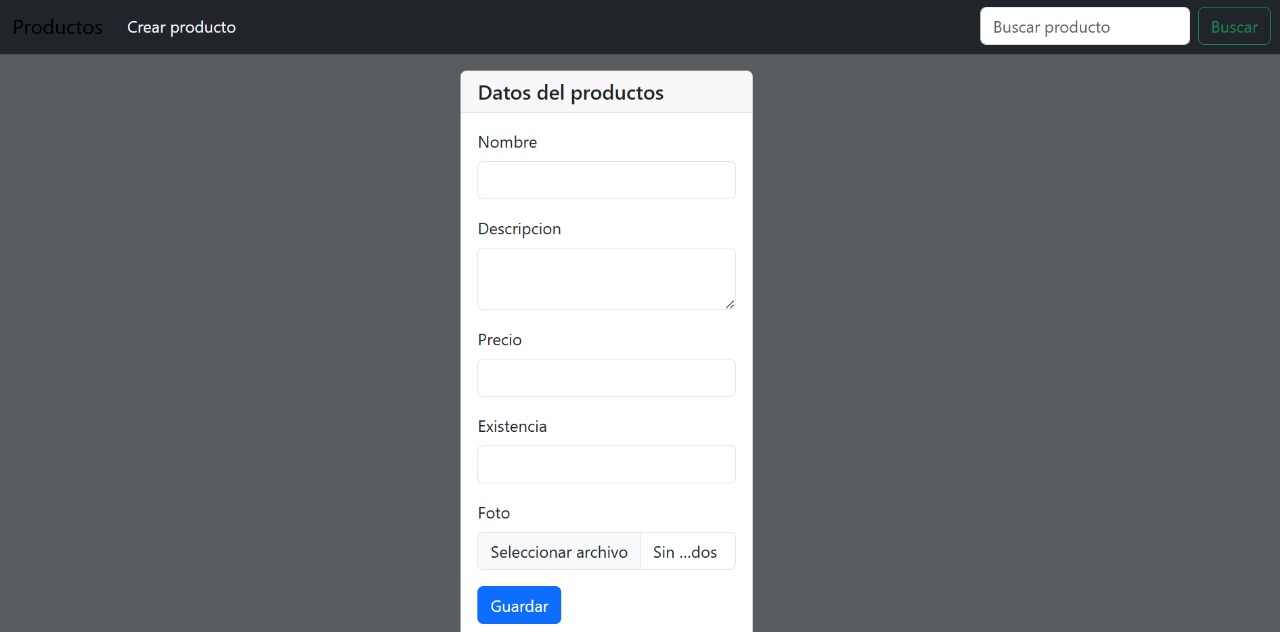 Productos Crear producto Buscar producto Buscar
Datos del productos
Nombre
Descripcion
Precio
Existencia
Foto
Seleccionar archivo Sin ...dos
Guardar